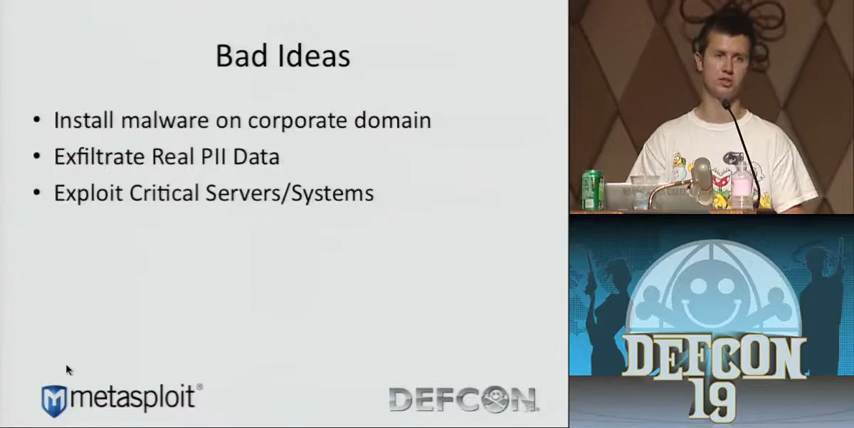 Bad Ideas
• Install malware on corporate domain
• Exfiltrate Real PII Data
• Exploit Critical Servers/Systems
metasploit®
DEFCON
DEFCON
19